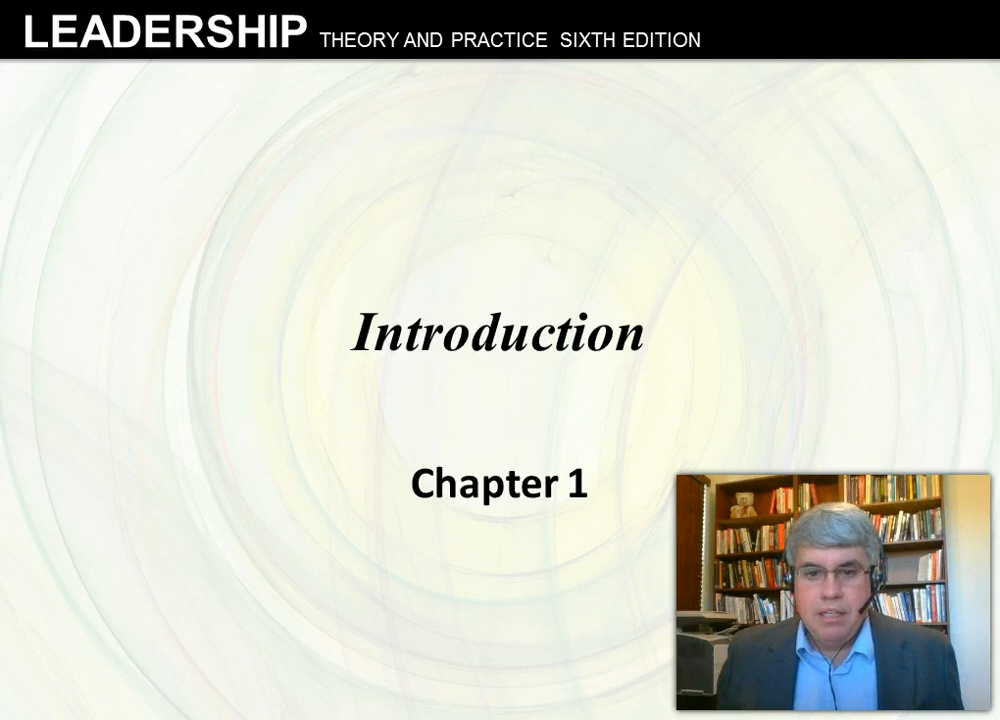 LEADERSHIP THEORY AND PRACTICE SIXTH EDITION
Introduction
Chapter 1